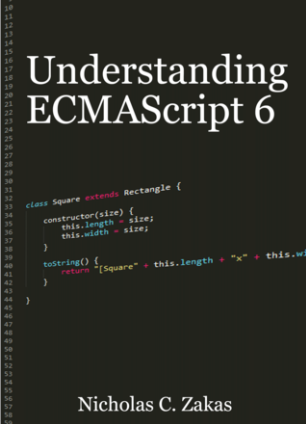 Understanding
ECMAScript 6
class Square extends Rectangle {
constructor(size) {
this.length = size;
this.width = size;
}
toString() {
return "[Square" + this.length + "x" + this.wi
}
}
Nicholas C. Zakas